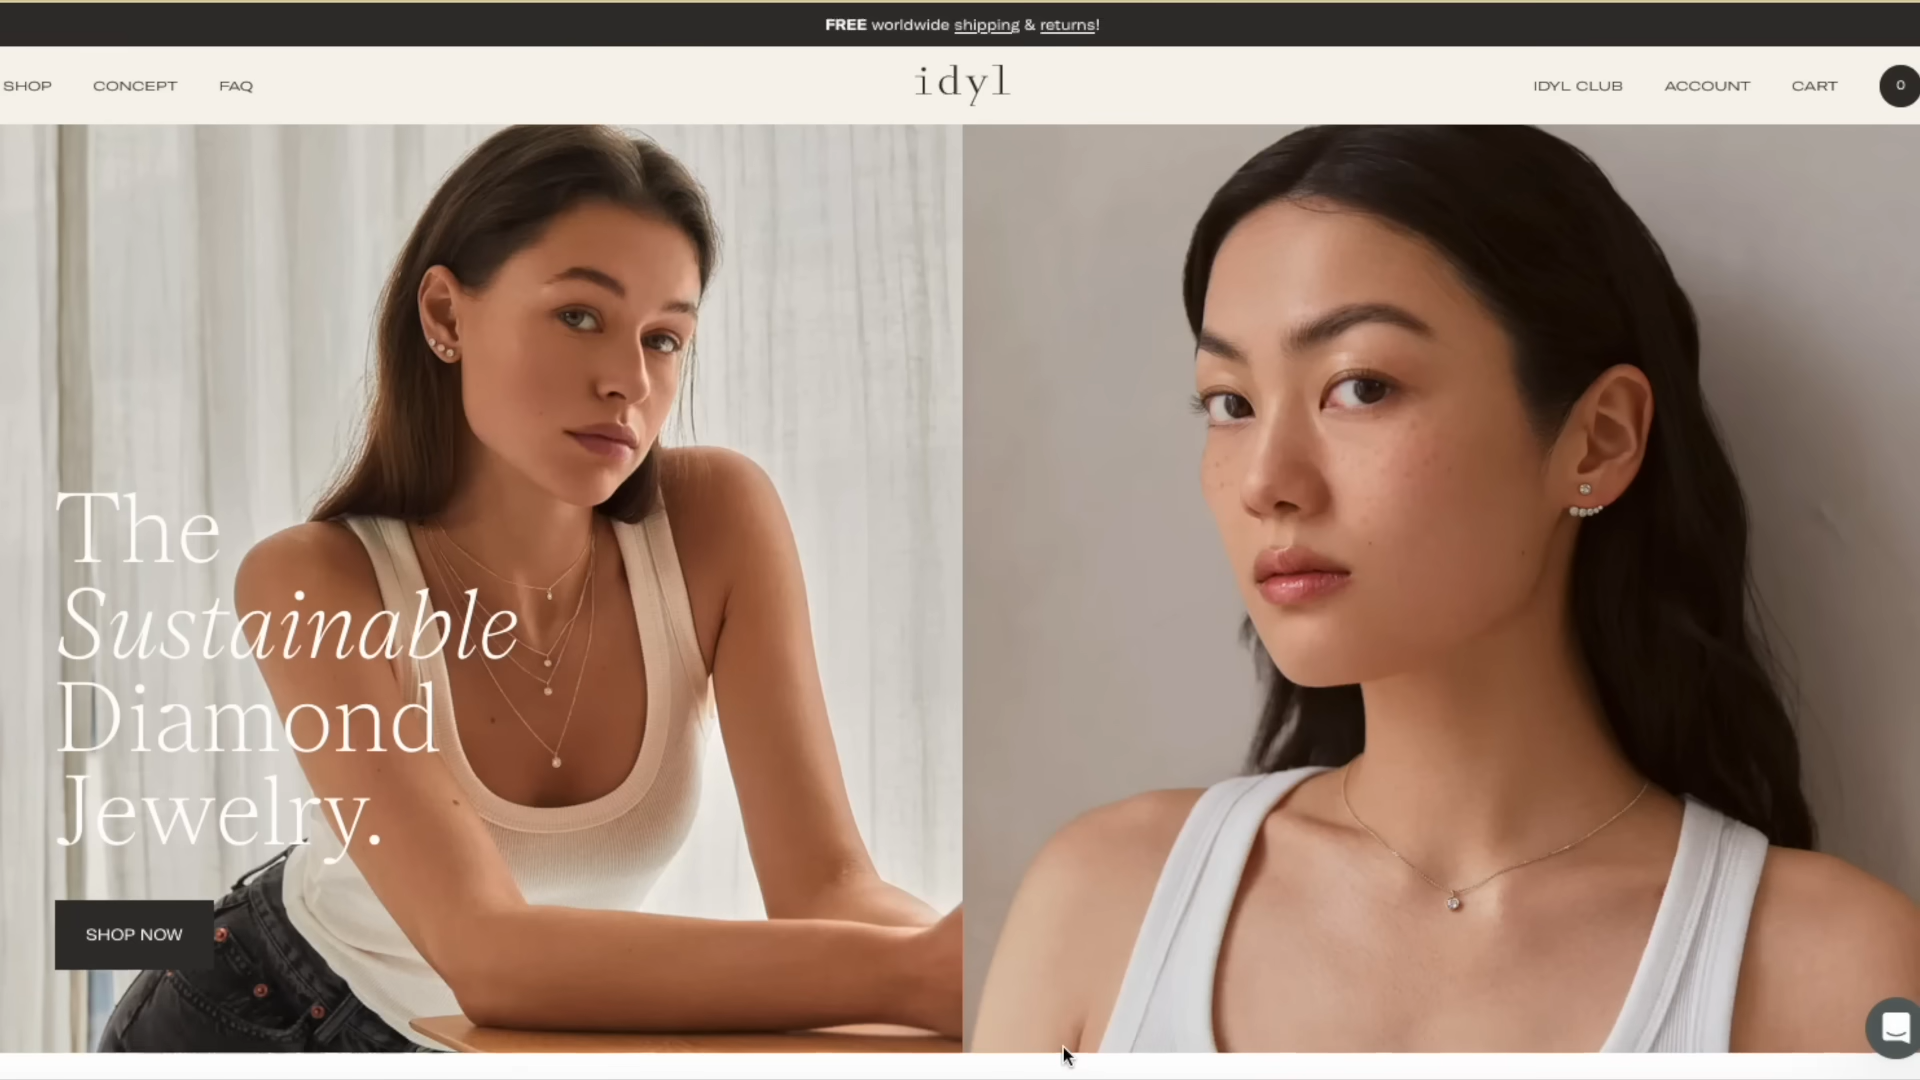 FREE worldwide shipping & returns!
SHOP CONCEPT FAQ
idyl
IDYL CLUB ACCOUNT CART 0
The
Sustainable
Diamond
Jewelry.
SHOP NOW